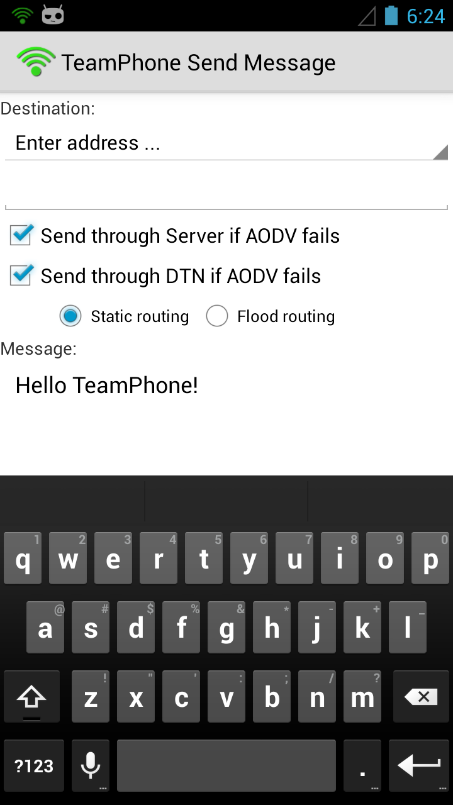 6:24
TeamPhone Send Message
Destination:
Enter address ...
Send through Server if AODV fails
Send through DTN if AODV fails
Static routing Flood routing
Message:
Hello TeamPhone!
1 2 3 4 5 6 7 8 9 0
q w e r t y u i o p
@ # $ % & * - + _
a s d f g h j k l
! " ' : ; / ?
z x c v b n m
?123 ... . ... ...